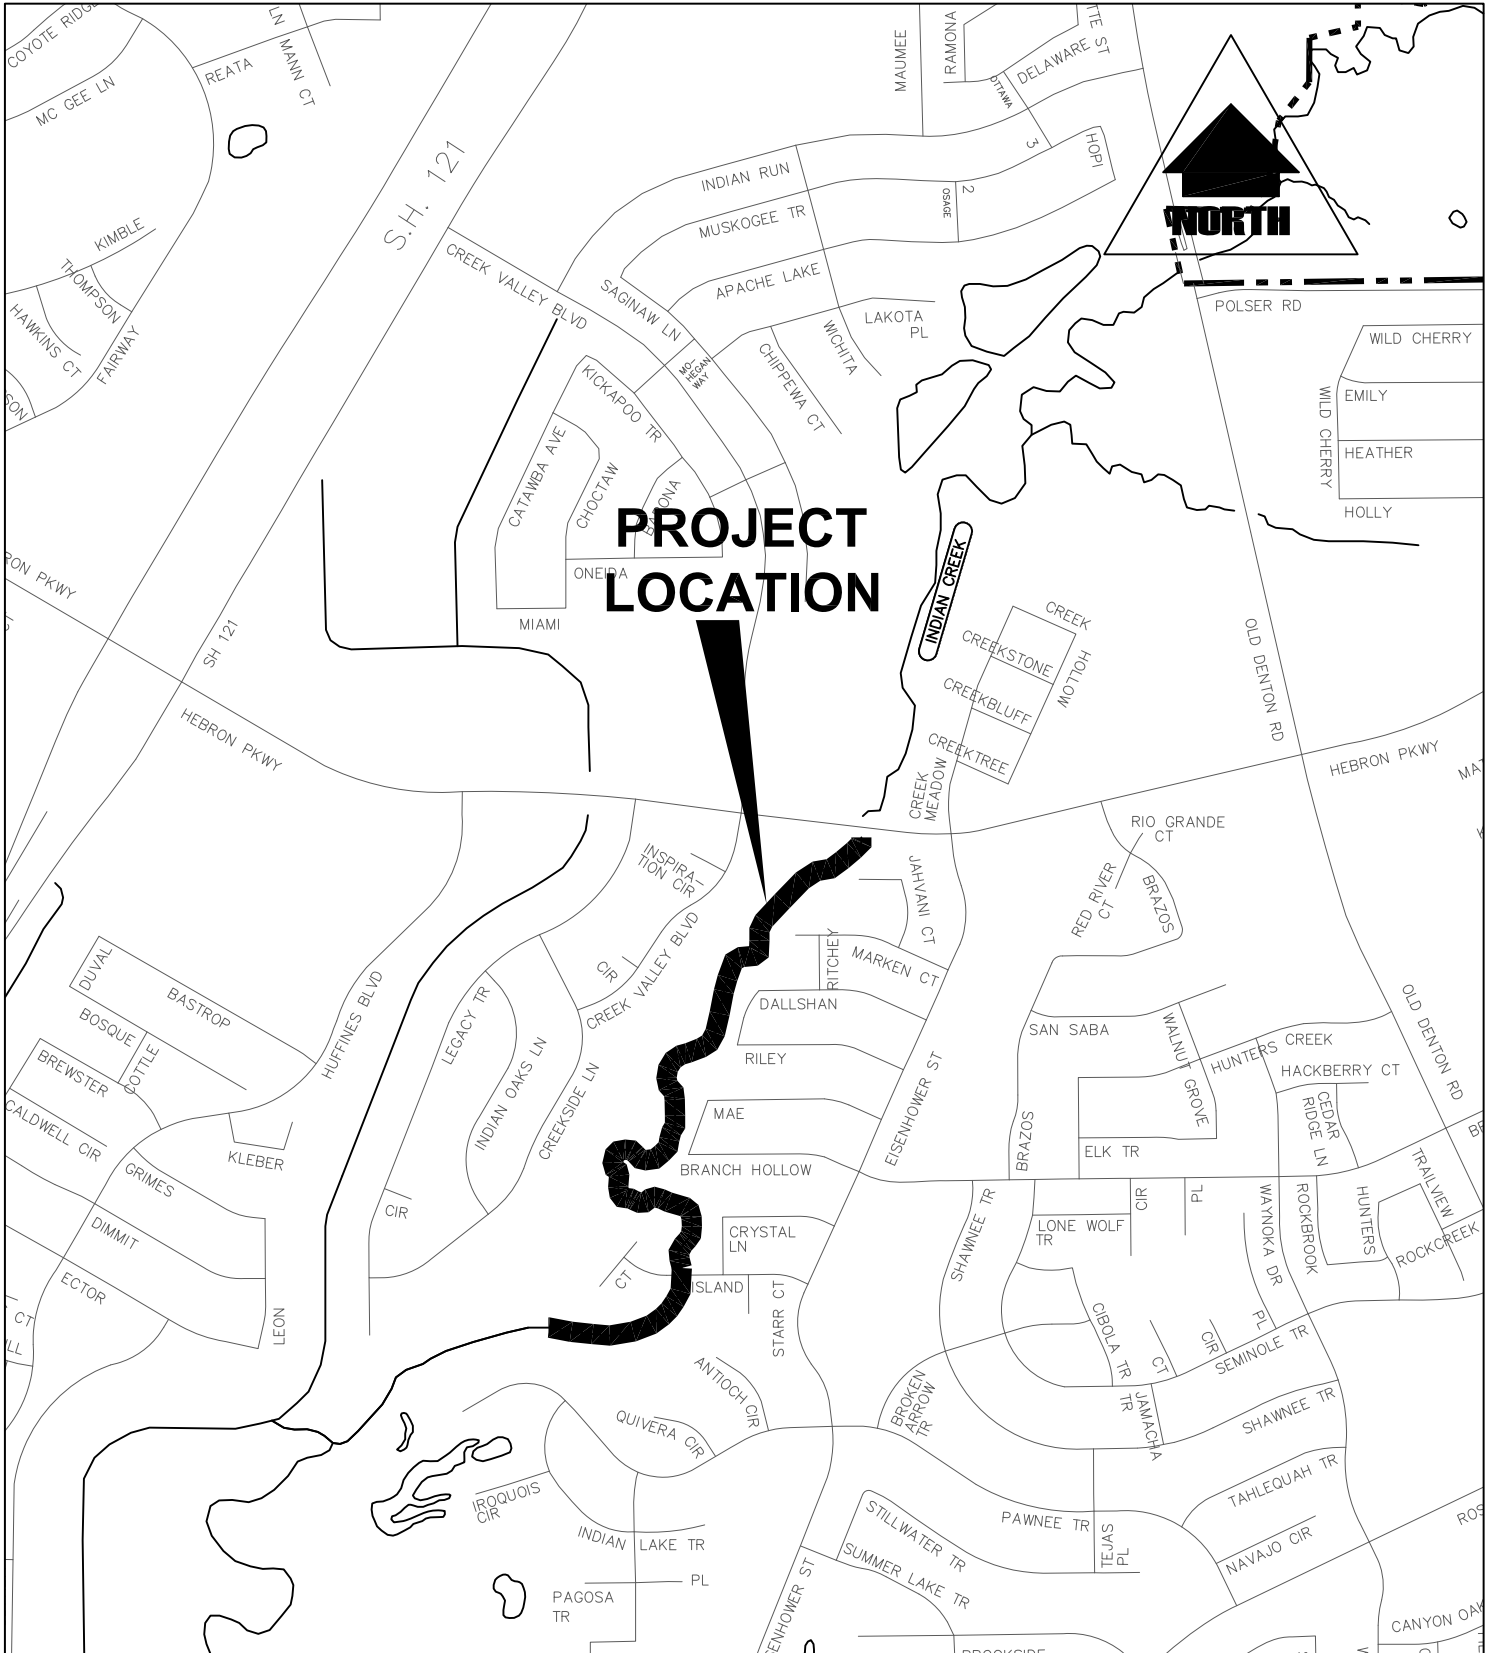 COYOTE RIDGE
LN
MANN CT
REATA
MC GEE LN
MAUMEE
RAMONA
TTE ST
DELAWARE
OTTAWA
3
HOPI
S.H. 121
INDIAN RUN
2
OSAGE
MUSKOGEE TR
NORTH
KIMBLE
THOMPSON
HAWKINS CT
FAIRWAY
SON
CREEK VALLEY BLVD
SAGINAW LN
APACHE LAKE
LAKOTA
PL
WICHITA
CHIPPEWA CT
MO-
HEGAN
WAY
POLSER RD
WILD CHERRY
EMILY
WILD CHERRY
HEATHER
HOLLY
KICKAPOO TR
CATAWBA AVE
CHOCTAW
PROJECT
LOCATION
ONEIDA
MIAMI
INDIAN CREEK
RON PKWY
SH 121
CREEK
HOLLOW
CREEKSTONE
CREEKBLUFF
CREEKTREE
CREEK
MEADOW
OLD DENTON RD
HEBRON PKWY
HEBRON PKWY
RIO GRANDE
CT
INSPIRA-
TION CIR
JAHVANI CT
RED RIVER
CT
BRAZOS
DUVAL
BASTROP
BOSQUE
COTTLE
BREWSTER
HUFFINES BLVD
LEGACY TR
CIR
CREEK VALLEY BLVD
RITCHEY
MARKEN CT
DALLSHAN
RILEY
SAN SABA
WALNUT GROVE
HUNTERS
CREEK
OLD DENTON RD
HACKBERRY CT
CEDAR
RIDGE LN
CALDWELL CIR
INDIAN OAKS LN
CREEKSIDE LN
MAE
EISENHOWER ST
BRAZOS
ELK TR
KLEBER
GRIMES
BRANCH HOLLOW
DIMMIT
CIR
CRYSTAL
LN
SHAWNEE TR
LONE WOLF
TR
CIR
PL
WAYNOKA DR
ROCKBROOK
HUNTERS
TRAILVIEW
ROCKCREEK
ECTOR
CT
LEON
CT
ISLAND
STARR CT
CIBOLA TR
CT
CIR
PL
SEMINOLE TR
ANTIOCH CIR
BROKEN
ARROW
TR
JAMACHA
TR
SHAWNEE TR
QUIVERA CIR
IROQUOIS
CIR
INDIAN LAKE TR
STILLWATER TR
PAWNEE TR
TEJAS
PL
TAHLEQUAH TR
NAVAJO CIR
SUMMER LAKE TR
PAGOSA
TR
PL
SENHOWER ST
CANYON OAK